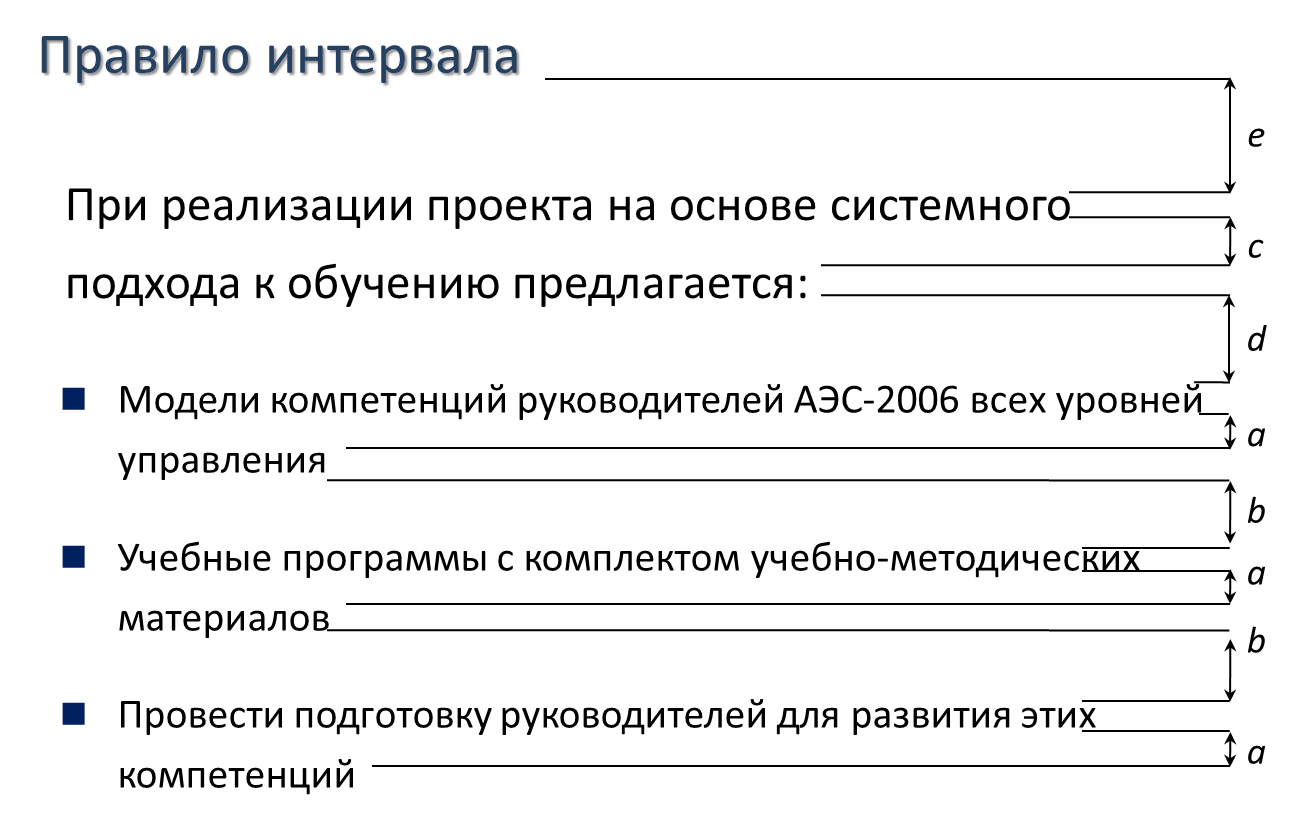 Правило интервала
e
При реализации проекта на основе системного
c
подхода к обучению предлагается:
d
Модели компетенций руководителей АЭС-2006 всех уровней
a
управления
b
Учебные программы с комплектом учебно-методических
a
материалов
b
Провести подготовку руководителей для развития этих
a
компетенций